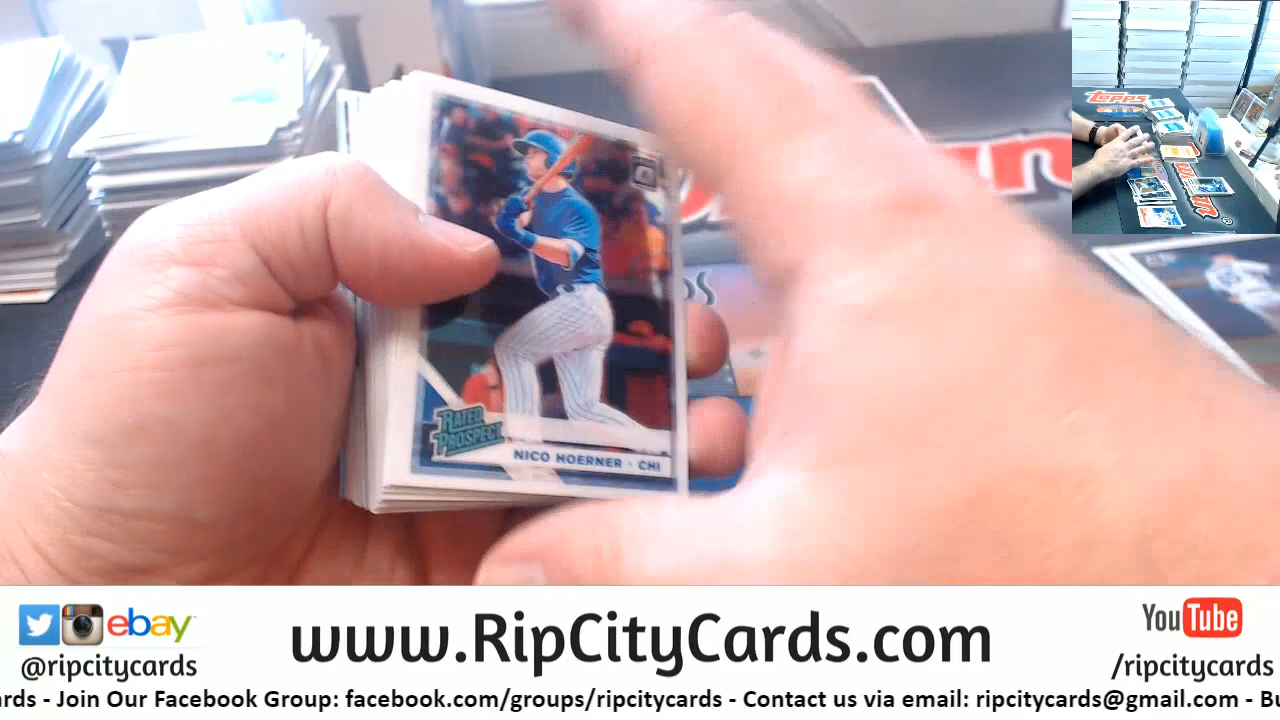 Topps
RATED
PROSPECT
NICO HOERNER · CHI
ebay
@ripcitycards
www.RipCityCards.com
YouTube
/ripcitycards
ards - Join Our Facebook Group: facebook.com/groups/ripcitycards - Contact us via email: ripcitycards@gmail.com - Bu